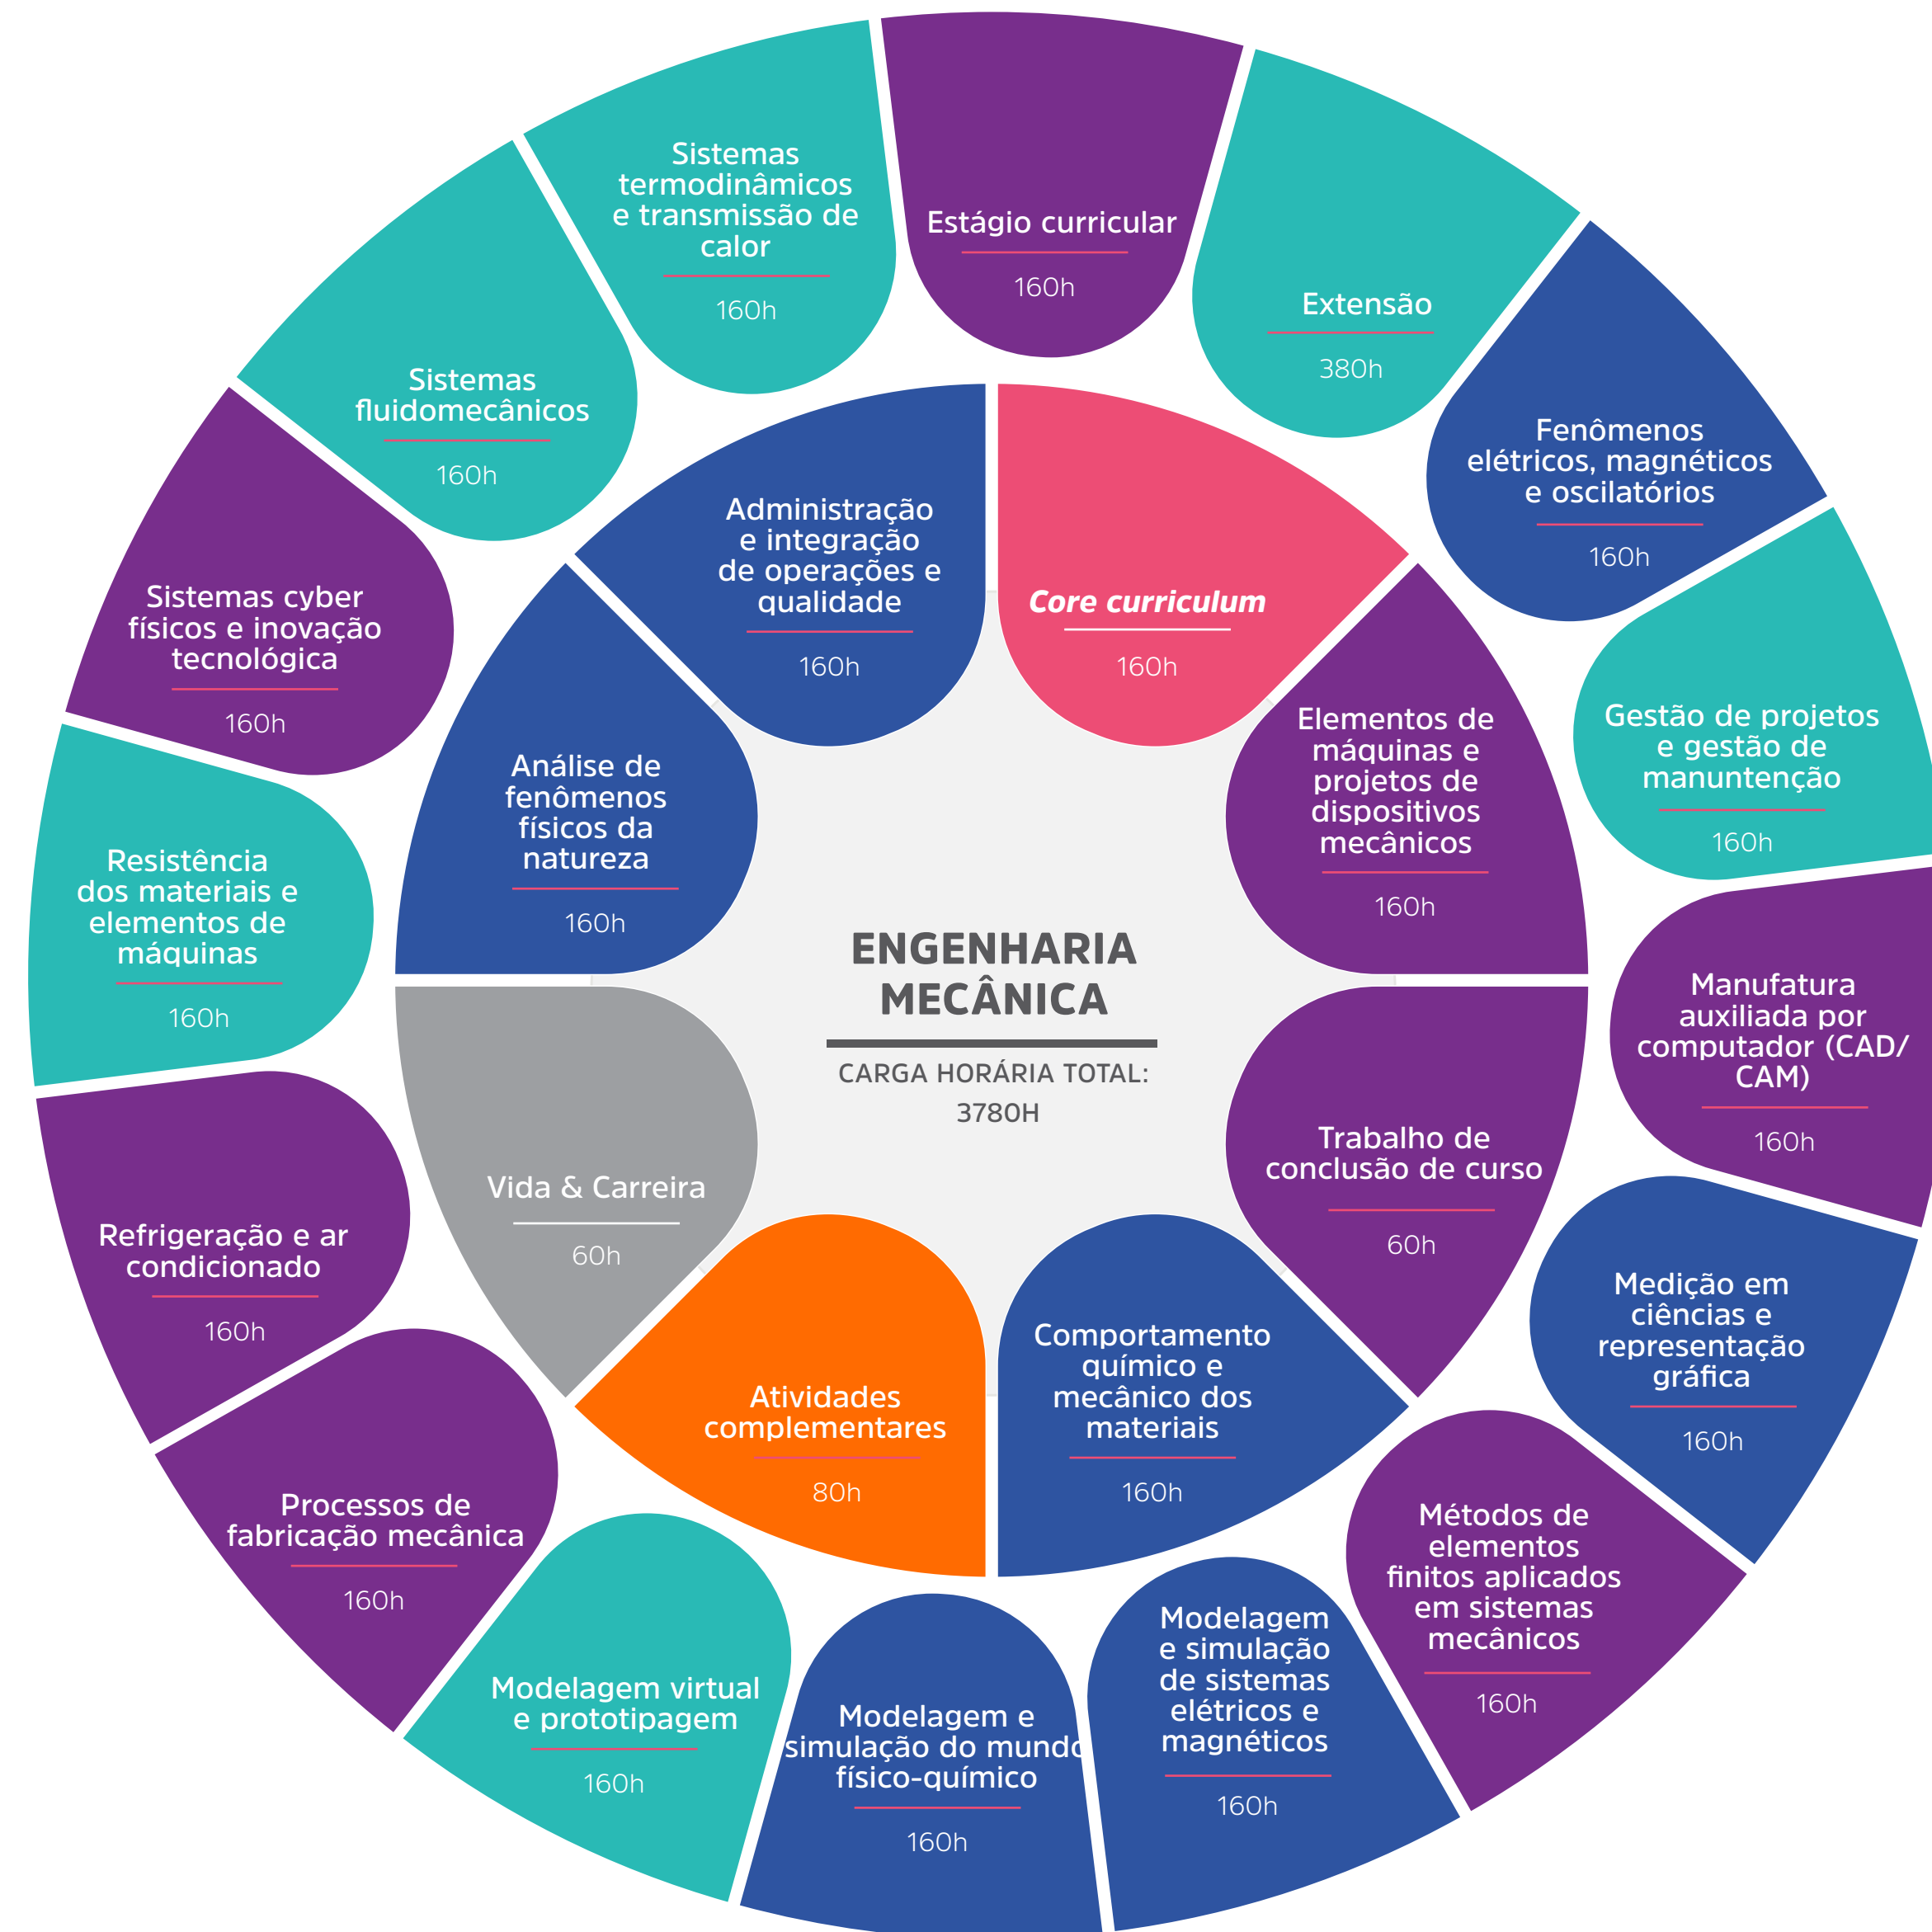 Estágio curricular
160h
Extensão
380h
Fenômenos
elétricos, magnéticos
e oscilatórios
160h
Gestão de projetos
e gestão de
manuntenção
160h
Manufatura
auxiliada por
computador (CAD/
CAM)
160h
Medição em
ciências e
representação
gráfica
160h
Métodos de
elementos
finitos aplicados
em sistemas
mecânicos
160h
Modelagem
e simulação
de sistemas
elétricos e
magnéticos
160h
Modelagem e
simulação do mundo
físico-químico
160h
Modelagem virtual
e prototipagem
160h
Processos de
fabricação mecânica
160h
Refrigeração e ar
condicionado
160h
Resistência
dos materiais e
elementos de
máquinas
160h
Sistemas cyber
físicos e inovação
tecnológica
160h
Sistemas
fluidomecânicos
160h
Sistemas
termodinâmicos
e transmissão de
calor
160h
Core curriculum
160h
Elementos de
máquinas e
projetos de
dispositivos
mecânicos
160h
Trabalho de
conclusão de curso
60h
Comportamento
químico e
mecânico dos
materiais
160h
Atividades
complementares
80h
Vida & Carreira
60h
Análise de
fenômenos
físicos da
natureza
160h
Administração
e integração
de operações e
qualidade
160h
ENGENHARIA
MECÂNICA
CARGA HORÁRIA TOTAL:
3780H